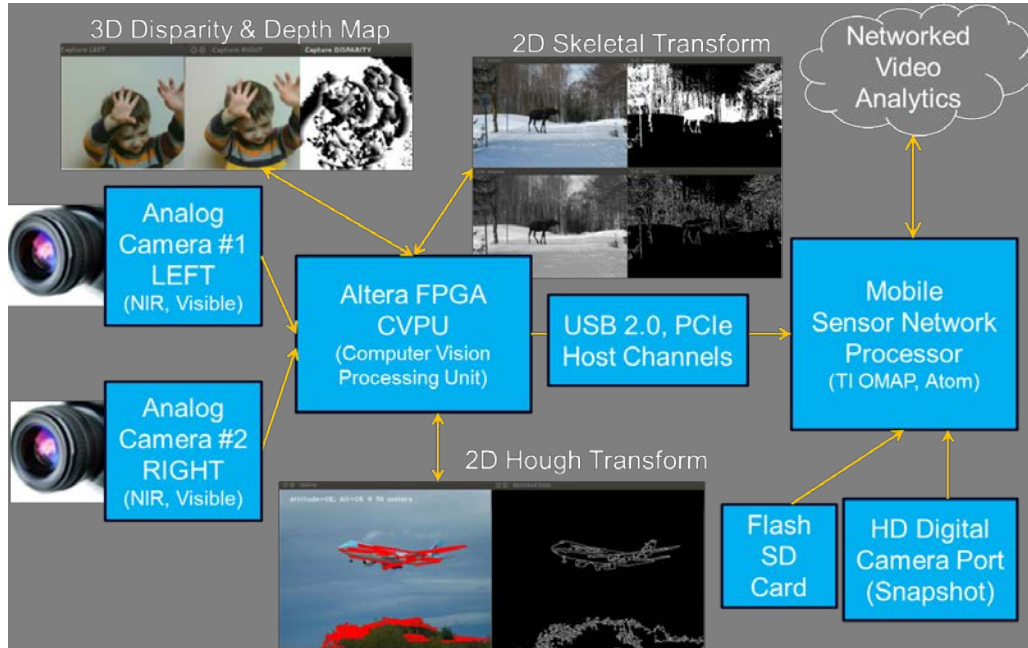 3D Disparity & Depth Map
Capture LEFT
Capture RIGHT
Capture DISPARITY
2D Skeletal Transform
Networked
Video
Analytics
Analog
Camera #1
LEFT
(NIR, Visible)
Altera FPGA
CVPU
(Computer Vision
Processing Unit)
USB 2.0, PCIe
Host Channels
Mobile
Sensor Network
Processor
(TI OMAP, Atom)
Analog
Camera #2
RIGHT
(NIR, Visible)
2D Hough Transform
Flash
SD
Card
HD Digital
Camera Port
(Snapshot)